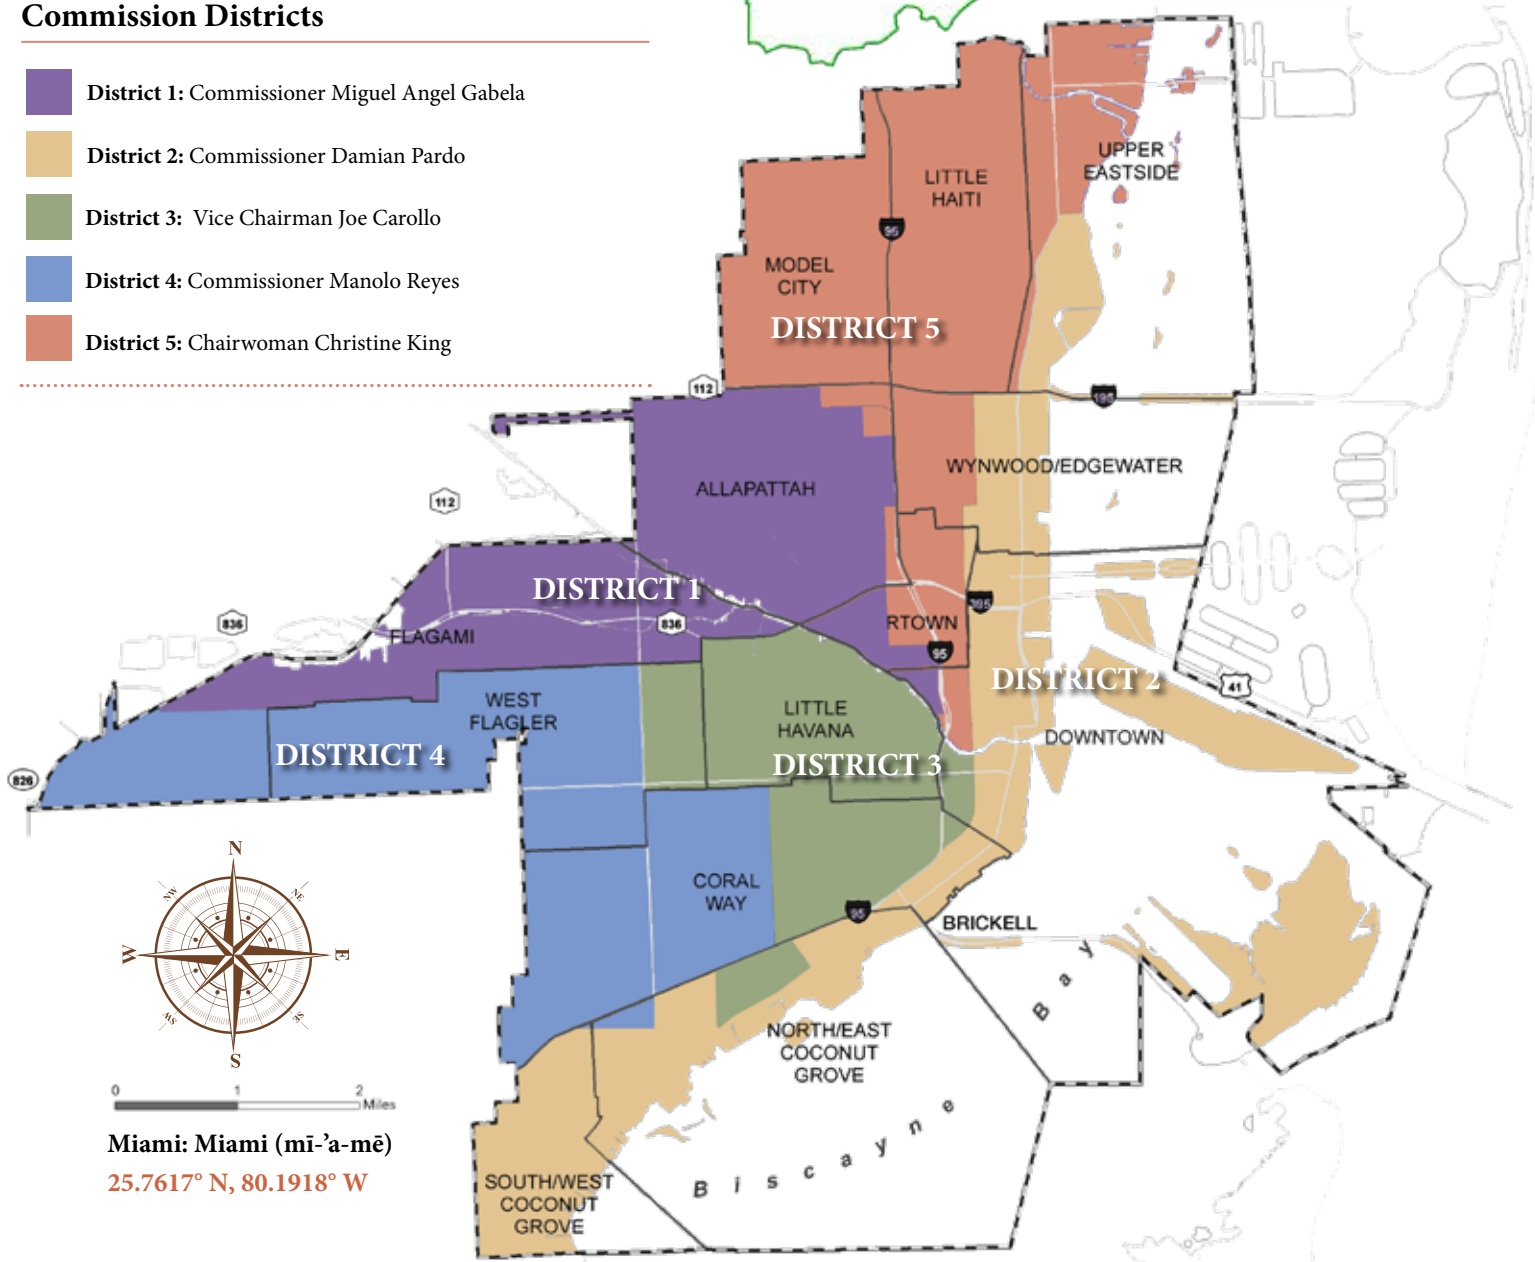 Commission Districts
District 1: Commissioner Miguel Angel Gabela
District 2: Commissioner Damian Pardo
District 3: Vice Chairman Joe Carollo
District 4: Commissioner Manolo Reyes
District 5: Chairwoman Christine King
UPPER
EASTSIDE
LITTLE
HAITI
95
MODEL
CITY
DISTRICT 5
112
195
WYNWOOD/EDGEWATER
ALLAPATTAH
112
DISTRICT 1
395
836
836
RTOWN
FLAGAMI
95
DISTRICT 2
41
WEST
FLAGLER
LITTLE
HAVANA
DOWNTOWN
DISTRICT 4
DISTRICT 3
826
CORAL
WAY
95
BRICKELL
N
NE
E
SE
S
SW
W
NW
Biscayne Bay
NORTH/EAST
COCONUT
GROVE
0 1 2
Miles
Miami: Miami (mī-’a-mē)
25.7617° N, 80.1918° W
SOUTH/WEST
COCONUT
GROVE